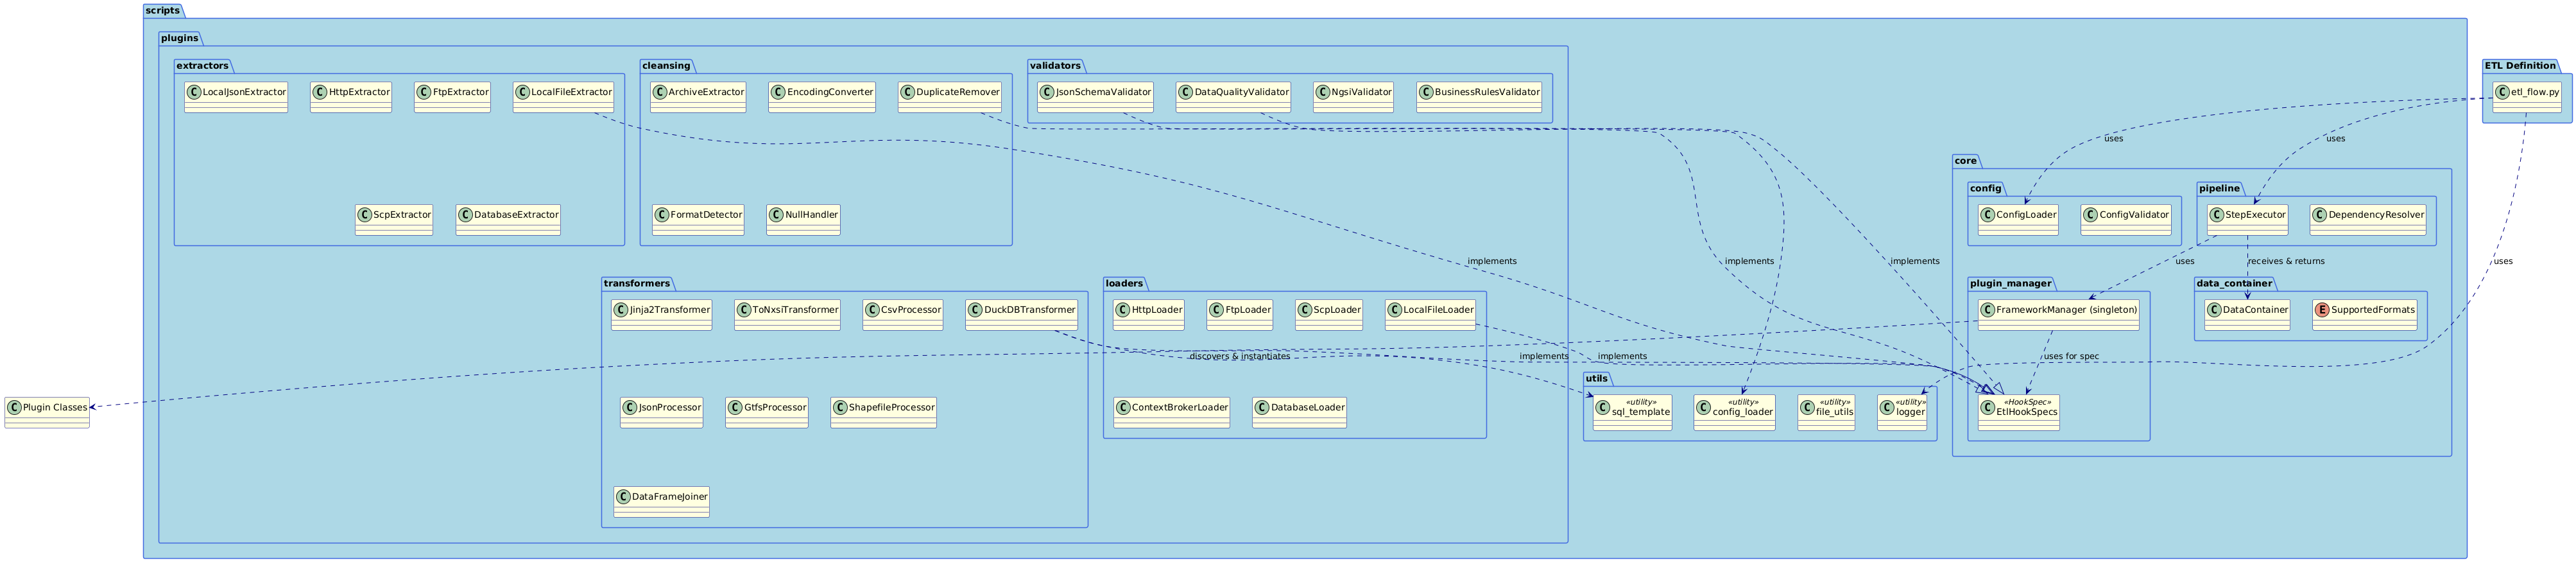 scripts
plugins
extractors
cleansing
validators
ETL Definition
C LocalJsonExtractor
C HttpExtractor
C FtpExtractor
C LocalFileExtractor
C ArchiveExtractor
C EncodingConverter
C DuplicateRemover
C JsonSchemaValidator
C DataQualityValidator
C NgsiValidator
C BusinessRulesValidator
C etl_flow.py
uses
uses
core
config
pipeline
C ScpExtractor
C DatabaseExtractor
C FormatDetector
C NullHandler
C ConfigLoader
C ConfigValidator
C StepExecutor
C DependencyResolver
implements
implements
implements
uses
receives & returns
uses
transformers
loaders
plugin_manager
data_container
C Jinja2Transformer
C ToNxsiTransformer
C CsvProcessor
C DuckDBTransformer
C HttpLoader
C FtpLoader
C ScpLoader
C LocalFileLoader
C FrameworkManager (singleton)
C DataContainer
E SupportedFormats
discovers & instantiates
implements
implements
uses for spec
utils
C Plugin Classes
C JsonProcessor
C GtfsProcessor
C ShapefileProcessor
C ContextBrokerLoader
C DatabaseLoader
C «utility»
sql_template
C «utility»
config_loader
C «utility»
file_utils
C «utility»
logger
C «HookSpec»
EtlHookSpecs
C DataFrameJoiner